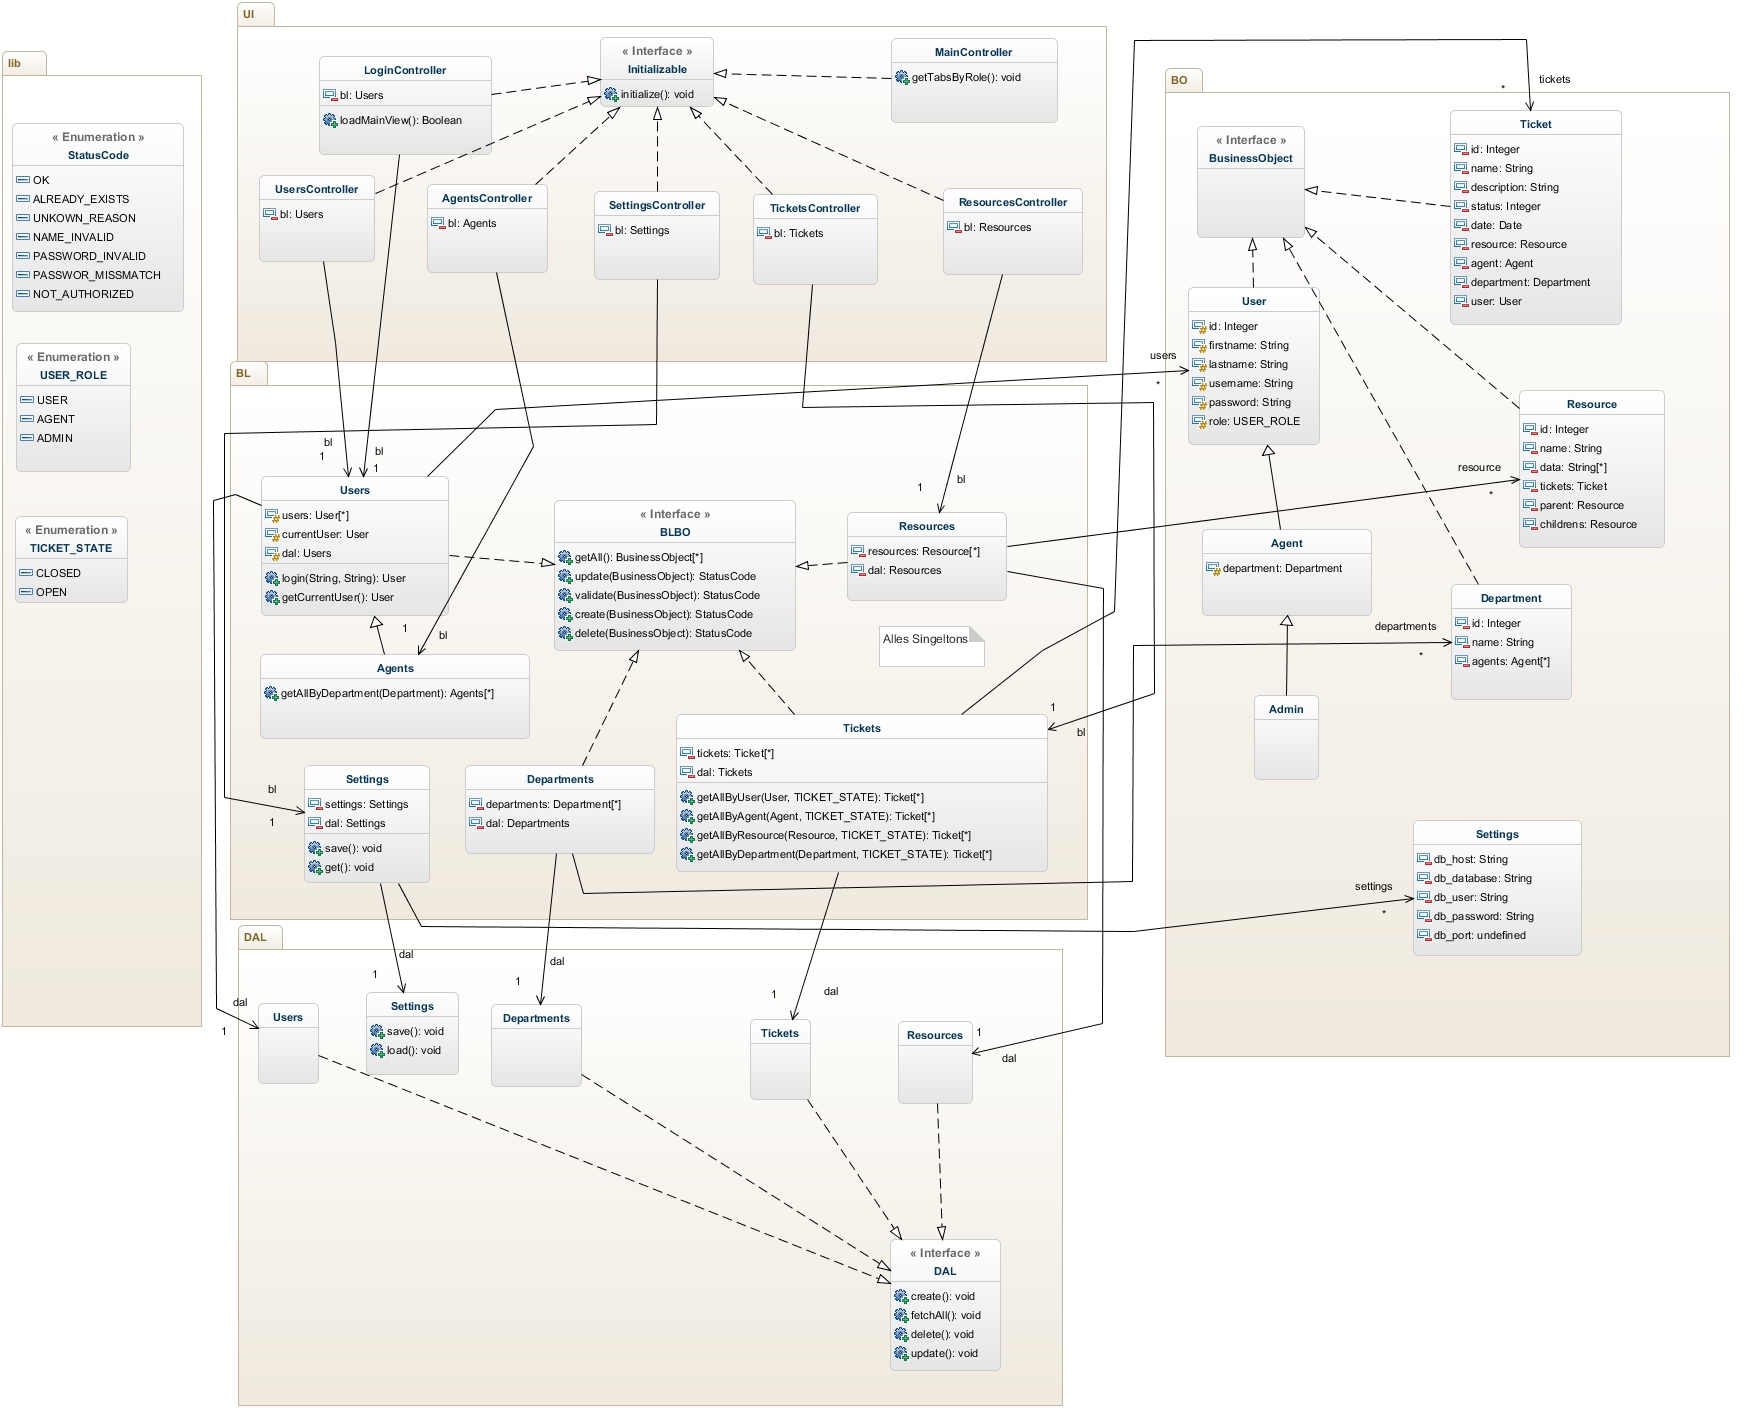 lib
« Enumeration »
StatusCode
OK
ALREADY_EXISTS
UNKOWN_REASON
NAME_INVALID
PASSWORD_INVALID
PASSWOR_MISSMATCH
NOT_AUTHORIZED
« Enumeration »
USER_ROLE
USER
AGENT
ADMIN
« Enumeration »
TICKET_STATE
CLOSED
OPEN
UI
LoginController
bl: Users
loadMainView(): Boolean
« Interface »
Initializable
initialize(): void
MainController
getTabsByRole(): void
UsersController
bl: Users
AgentsController
bl: Agents
SettingsController
bl: Settings
TicketsController
bl: Tickets
ResourcesController
bl: Resources
BL
bl
1
bl
1
Users
users: User[*]
currentUser: User
dal: Users
login(String, String): User
getCurrentUser(): User
« Interface »
BLBO
getAll(): BusinessObject[*]
update(BusinessObject): StatusCode
validate(BusinessObject): StatusCode
create(BusinessObject): StatusCode
delete(BusinessObject): StatusCode
bl
1
Resources
resources: Resource[*]
dal: Resources
Alles Singeltons
1
bl
Agents
getAllByDepartment(Department): Agents[*]
1
bl
Tickets
tickets: Ticket[*]
dal: Tickets
getAllByUser(User, TICKET_STATE): Ticket[*]
getAllByAgent(Agent, TICKET_STATE): Ticket[*]
getAllByResource(Resource, TICKET_STATE): Ticket[*]
getAllByDepartment(Department, TICKET_STATE): Ticket[*]
bl
1
Settings
settings: Settings
dal: Settings
save(): void
get(): void
Departments
departments: Department[*]
dal: Departments
DAL
dal
1
Users
dal
1
Settings
save(): void
load(): void
dal
1
Departments
dal
1
Tickets
1
dal
Resources
« Interface »
DAL
create(): void
fetchAll(): void
delete(): void
update(): void
BO
tickets
*
Ticket
id: Integer
name: String
description: String
status: Integer
date: Date
resource: Resource
agent: Agent
department: Department
user: User
« Interface »
BusinessObject
users
*
User
id: Integer
firstname: String
lastname: String
username: String
password: String
role: USER_ROLE
resource
*
Resource
id: Integer
name: String
data: String[*]
tickets: Ticket
parent: Resource
childrens: Resource
Agent
department: Department
departments
*
Department
id: Integer
name: String
agents: Agent[*]
Admin
settings
*
Settings
db_host: String
db_database: String
db_user: String
db_password: String
db_port: undefined